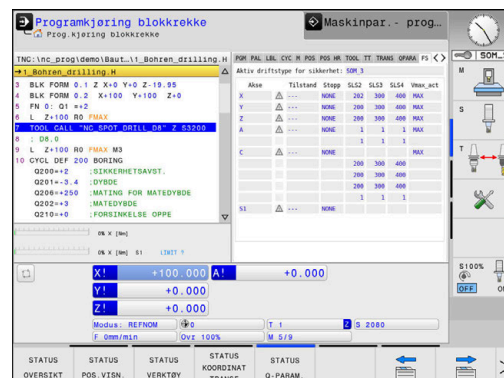 Programkjøring blokkrekke
Prog.kjøring blokkrekke
Maskinpar.- prog…
TNC:\nc_prog\demo\Baut…\1_Bohren_drilling.H
→1_Bohren_drilling.H
3 BLK FORM 0.1 Z X+0 Y+0 Z-19.95
4 BLK FORM 0.2 X+100 Y+100 Z+0
5 FN 0: Q1 =+2
6 L Z+100 R0 FMAX
7 TOOL CALL "NC_SPOT_DRILL_D8" Z S3200
8 ; D8,0
9 L Z+100 R0 FMAX M3
10 CYCL DEF 200 BORING
Q200=+2 ;SIKKERHETSAVST.
Q201=-3.4 ;DYBDE
Q206=+250 ;MATING FOR MATEDYBDE
Q202=+3 ;MATEDYBDE
Q210=+0 ;FORSINKELSE OPPE
0% X [Nm]
0% X [Nm] S1 LIMIT ?
PGM PAL LBL CYC M POS POS HR TOOL TT TRANS QPARA FS
Aktiv driftstype for sikkerhet: SOM_3
Akse Tilstand Stopp SLS2 SLS3 SLS4 Vmax_act
X --- NONE 202 300 400 MAX
Y --- NONE 200 300 400 MAX
Z --- NONE 200 300 400 MAX
A --- NONE 1 1 1 MAX
1 1 1
C --- NONE MAX
200 300 400
200 300 400
200 300 400
1 1 1
S1 --- NONE
X! +100.000 A! +0.000
Y! +0.000
Z! +0.000
Modus: REFNOM 0 T 1 Z S 2080
F 0mm/min Ovr 100% M 5/9
STATUS OVERSIKT
STATUS POS.VISN.
STATUS VERKTØY
STATUS KOORDINAT
STATUS Q-PARAM.
SOM_
M
S
T
S100%
OFF